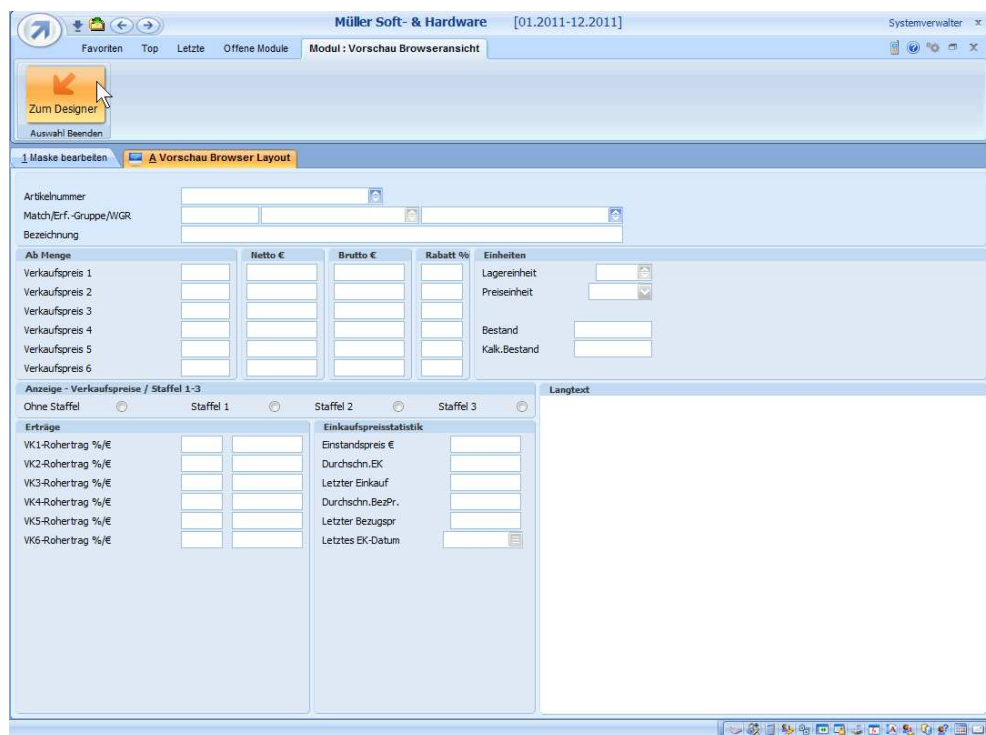 Müller Soft- & Hardware [01.2011-12.2011] Systemverwalter x
Favoriten Top Letzte Offene Module Modul : Vorschau Browseransicht
Zum Designer
Auswahl Beenden
1 Maske bearbeiten A Vorschau Browser Layout
Artikelnummer
Match/Erf.-Gruppe/WGR
Bezeichnung
Ab Menge Netto € Brutto € Rabatt % Einheiten
Verkaufspreis 1 Lagereinheit
Verkaufspreis 2 Preiseinheit
Verkaufspreis 3
Verkaufspreis 4 Bestand
Verkaufspreis 5 Kalk.Bestand
Verkaufspreis 6
Anzeige - Verkaufspreise / Staffel 1-3 Langtext
Ohne Staffel Staffel 1 Staffel 2 Staffel 3
Erträge Einkaufspreisstatistik
VK1-Rohertrag %/€ Einstandspreis €
VK2-Rohertrag %/€ Durchschn.EK
VK3-Rohertrag %/€ Letzter Einkauf
VK4-Rohertrag %/€ Durchschn.BezPr.
VK5-Rohertrag %/€ Letzter Bezugspr
VK6-Rohertrag %/€ Letztes EK-Datum